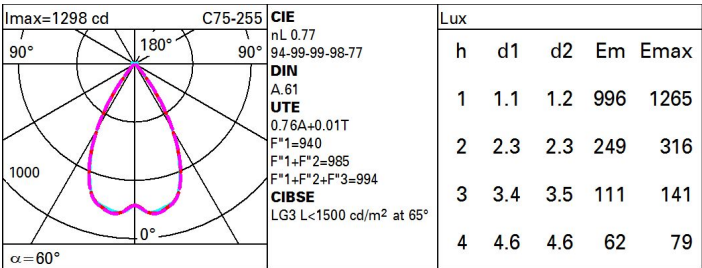 Imax=1298 cd C75-255
90° 180° 90°
1000
0°
α=60°
CIE
nL 0.77
94-99-99-98-77
DIN
A.61
UTE
0.76A+0.01T
F"1=940
F"1+F"2=985
F"1+F"2+F"3=994
CIBSE
LG3 L<1500 cd/m² at 65°
Lux
h d1 d2 Em Emax
1 1.1 1.2 996 1265
2 2.3 2.3 249 316
3 3.4 3.5 111 141
4 4.6 4.6 62 79